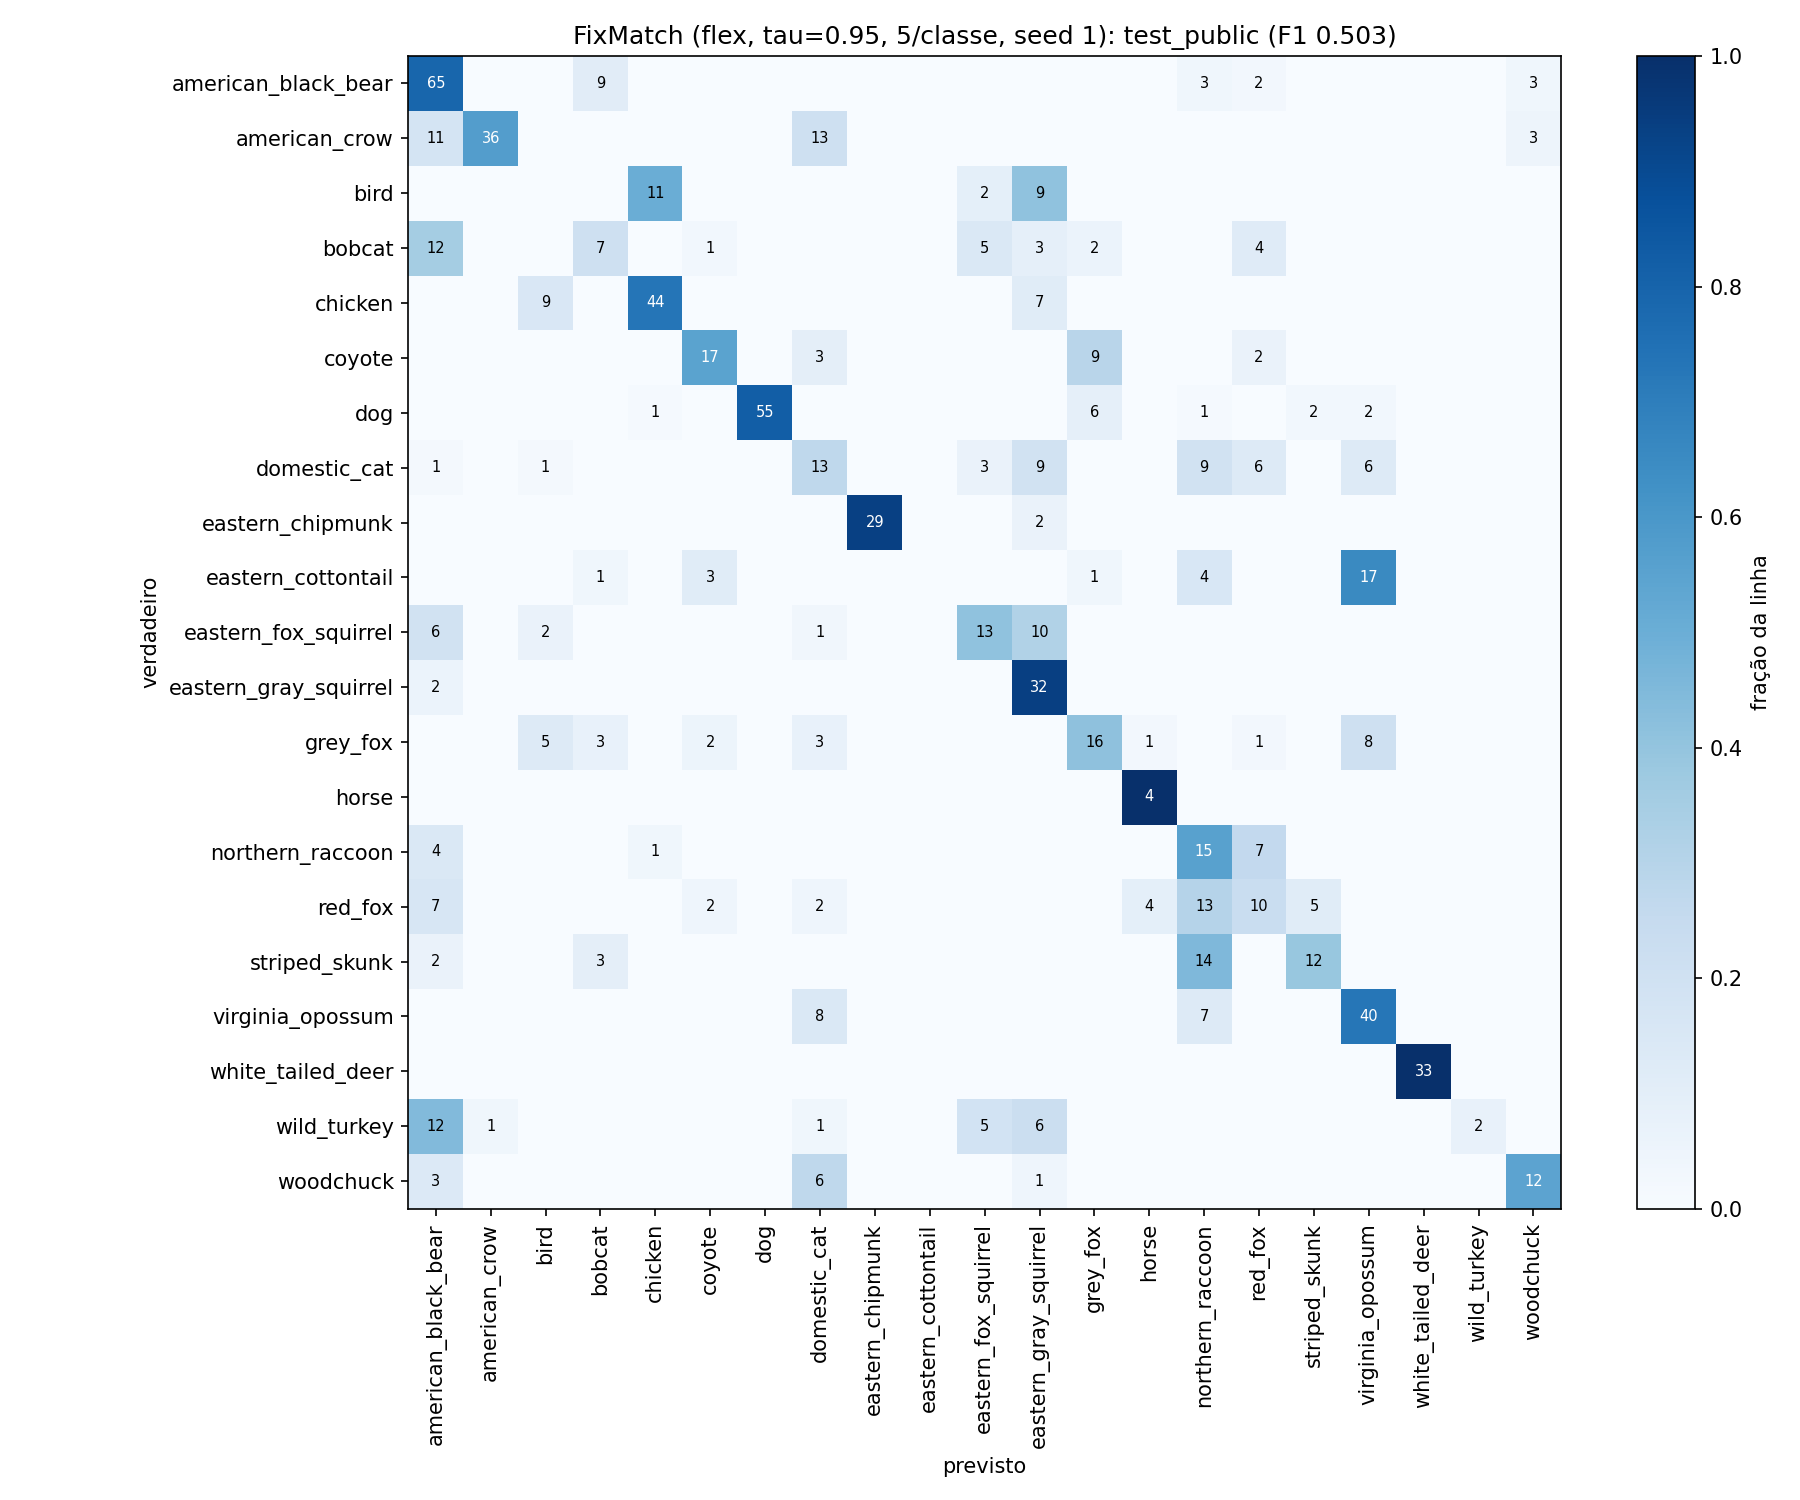 FixMatch (flex, tau=0.95, 5/classe, seed 1): test_public (F1 0.503)
american_black_bear 65 9 3 2 3
american_crow 11 36 13 3
bird 11 2 9
bobcat 12 7 1 5 3 2 4
chicken 9 44 7
coyote 17 3 9 2
dog 1 55 6 1 2 2
domestic_cat 1 1 13 3 9 9 6 6
eastern_chipmunk 29 2
eastern_cottontail 1 3 1 4 17
eastern_fox_squirrel 6 2 1 13 10
eastern_gray_squirrel 2 32
grey_fox 5 3 2 3 16 1 1 8
horse 4
northern_raccoon 4 1 15 7
red_fox 7 2 2 4 13 10 5
striped_skunk 2 3 14 12
virginia_opossum 8 7 40
white_tailed_deer 33
wild_turkey 12 1 1 5 6 2
woodchuck 3 6 1 12
verdadeiro
american_black_bear
american_crow
bird
bobcat
chicken
coyote
dog
domestic_cat
eastern_chipmunk
eastern_cottontail
eastern_fox_squirrel
eastern_gray_squirrel
grey_fox
horse
northern_raccoon
red_fox
striped_skunk
virginia_opossum
white_tailed_deer
wild_turkey
woodchuck
previsto
1.0
0.8
0.6
0.4
0.2
0.0
fração da linha